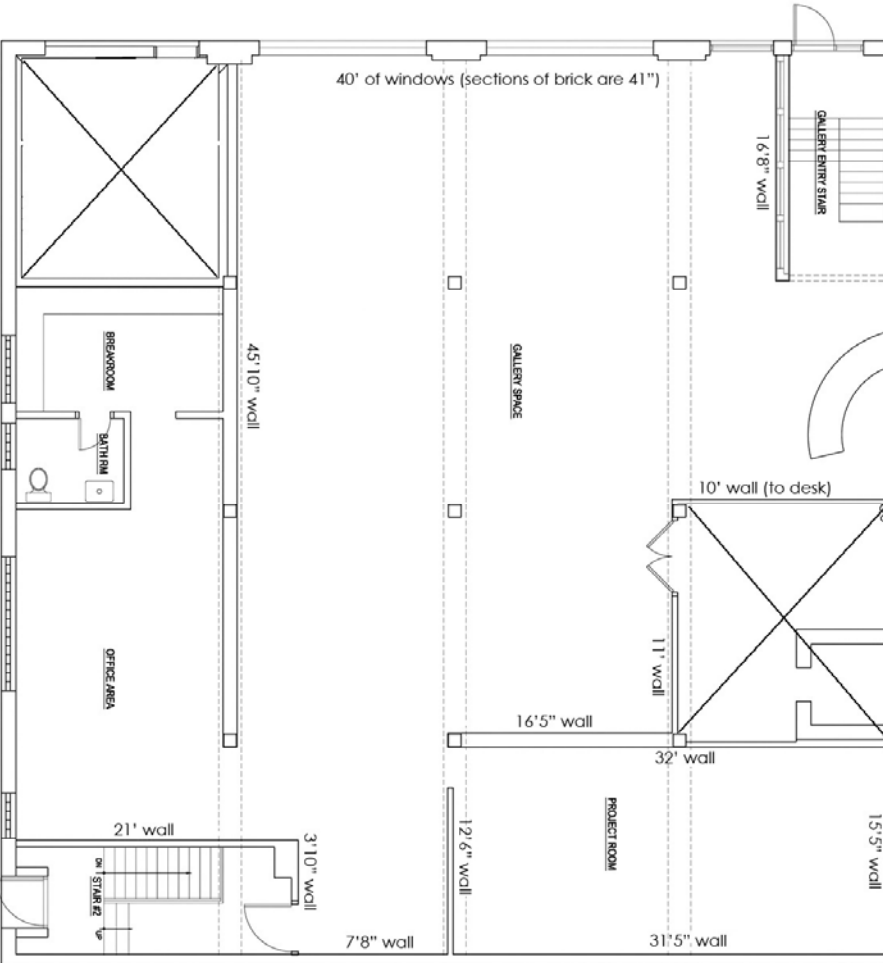 40' of windows (sections of brick are 41")
16'8" wall
GALLERY ENTRY STAIR
BREAKROOM
45'10" wall
GALLERY SPACE
BATH RM
10' wall (to desk)
OFFICE AREA
11' wall
16'5" wall
32' wall
21' wall
3'10" wall
12'6" wall
PROJECT ROOM
15'5" wall
DN
STAIR #2
UP
7'8" wall
31'5" wall